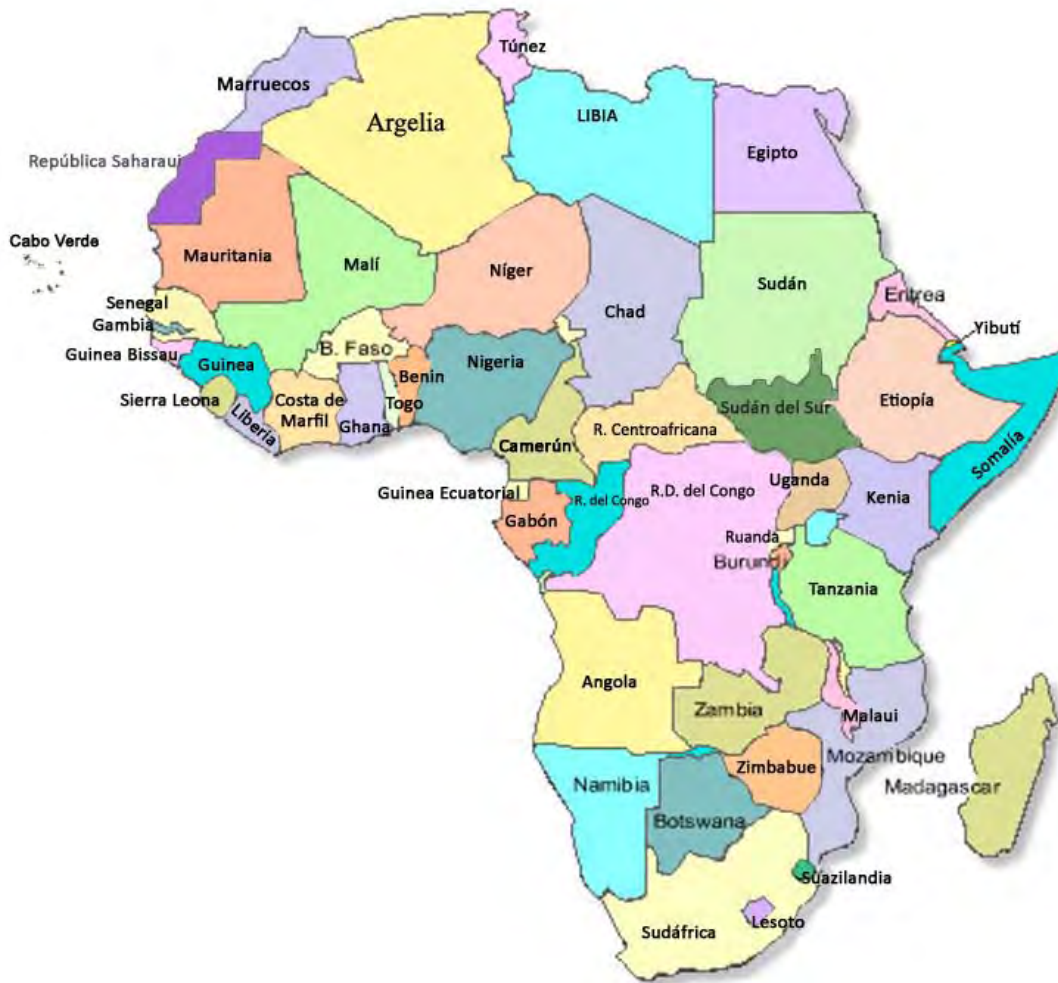 Túnez
Marruecos
Argelia
LIBIA
Egipto
República Saharaui
Cabo Verde
Mauritania
Malí
Níger
Chad
Sudán
Eritrea
Senegal
Gambia
Yibutí
Guinea Bissau
Guinea
B. Faso
Benin
Nigeria
Etiopía
Sierra Leona
Costa de
Marfil
Togo
Liberia
Ghana
Sudán del Sur
R. Centroafricana
Camerún
Somalía
Guinea Ecuatorial
R. del Congo
R.D. del Congo
Uganda
Kenia
Gabón
Ruanda
Burundi
Tanzania
Angola
Zambia
Malaui
Mozambique
Zimbabue
Namibia
Madagascar
Botswana
Suazilandia
Lesoto
Sudáfrica